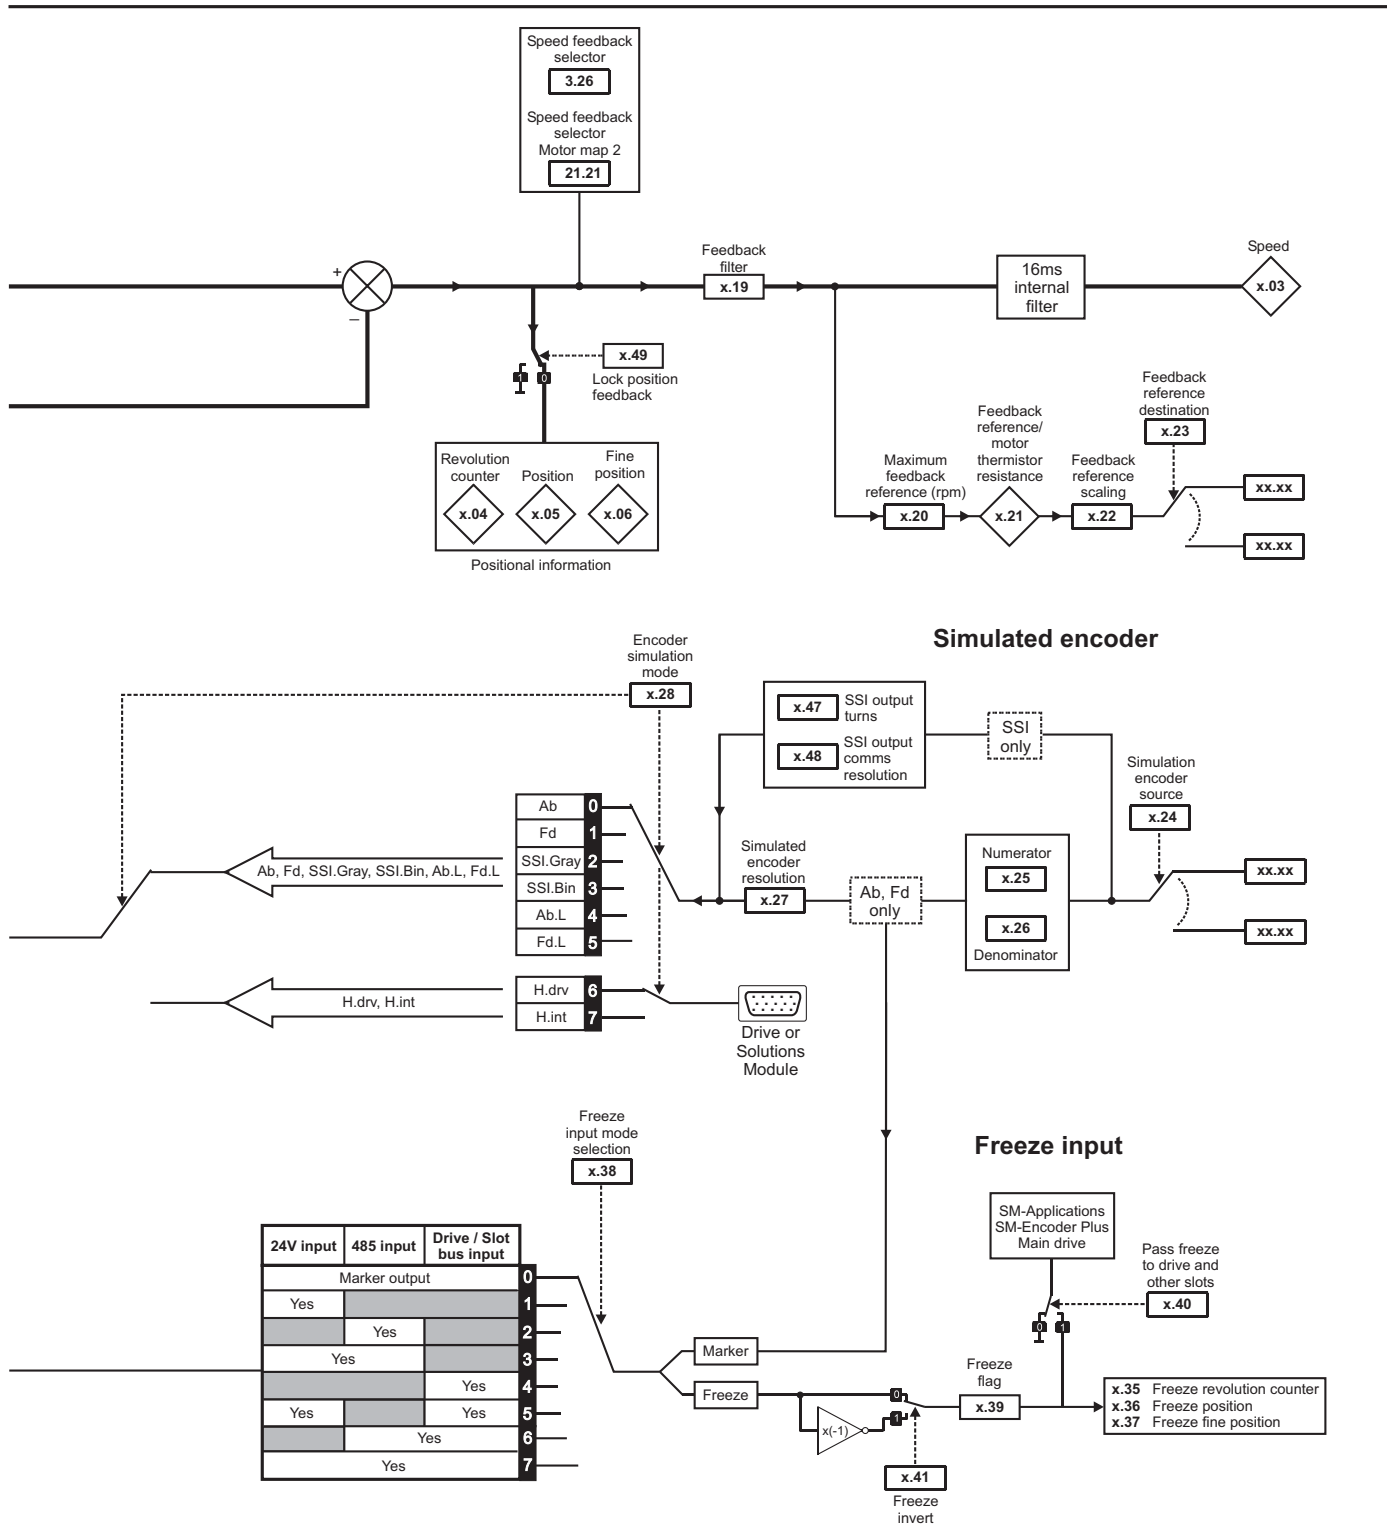 Speed feedback
selector
3.26
Speed feedback
selector
Motor map 2
21.21
+
–
Feedback
filter
x.19
16ms
internal
filter
Speed
x.03
x.49
Lock position
feedback
1
0
Revolution
counter
x.04
Position
x.05
Fine
position
x.06
Positional information
Maximum
feedback
reference (rpm)
x.20
Feedback
reference/
motor
thermistor
resistance
x.21
Feedback
reference
scaling
x.22
Feedback
reference
destination
x.23
xx.xx
xx.xx
Simulated encoder
Encoder
simulation
mode
x.28
x.47 SSI output
turns
x.48 SSI output
comms
resolution
SSI
only
Simulation
encoder
source
x.24
Ab 0
Fd 1
SSI.Gray 2
SSI.Bin 3
Ab.L 4
Fd.L 5
Ab, Fd, SSI.Gray, SSI.Bin, Ab.L, Fd.L
Simulated
encoder
resolution
x.27
Ab, Fd
only
Numerator
x.25
x.26
Denominator
xx.xx
xx.xx
H.drv 6
H.int 7
H.drv, H.int
Drive or
Solutions
Module
Freeze input
Freeze
input mode
selection
x.38
SM-Applications
SM-Encoder Plus
Main drive
Pass freeze
to drive and
other slots
x.40
0
1
24V input 485 input Drive / Slot
bus input
Marker output 0
Yes 1
Yes 2
Yes 3
Yes 4
Yes Yes 5
Yes 6
Yes 7
Marker
Freeze
x(-1)
0
1
x.41
Freeze
invert
Freeze
flag
x.39
x.35 Freeze revolution counter
x.36 Freeze position
x.37 Freeze fine position